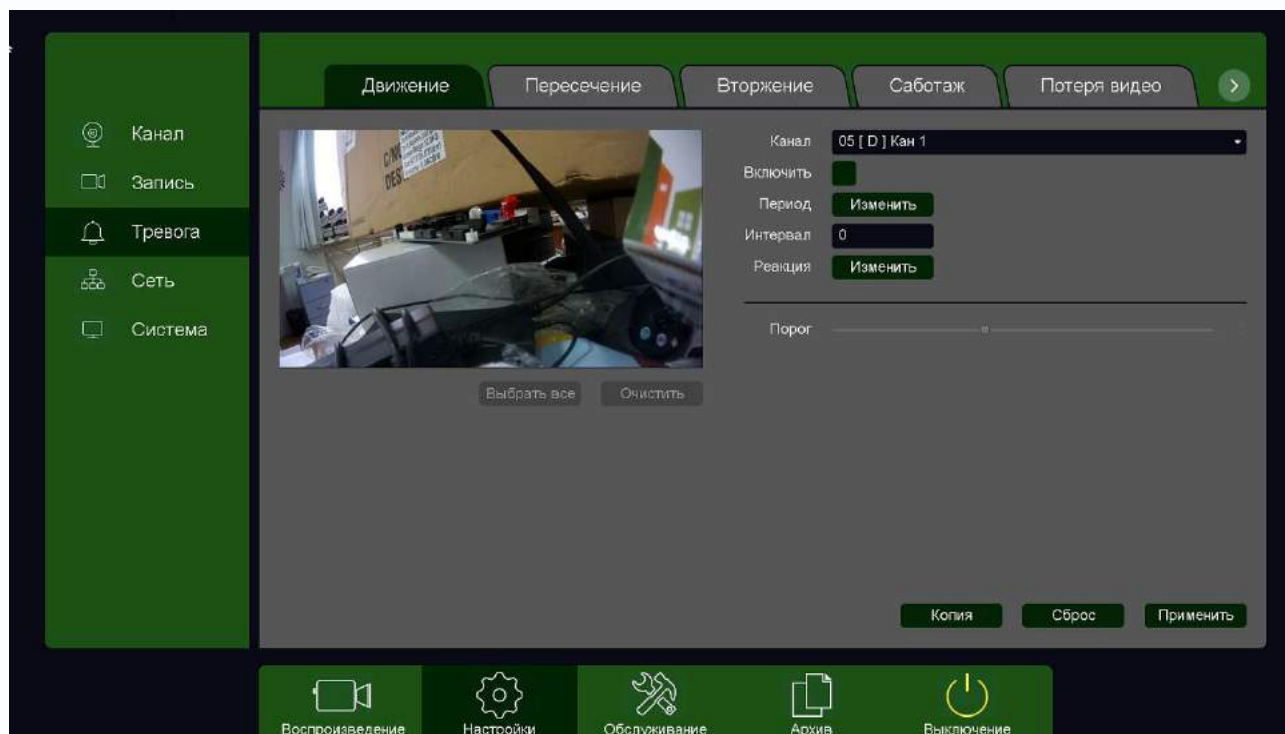 Движение
Пересечение
Вторжение
Саботаж
Потеря видео
Канал
Запись
Тревога
Сеть
Система
Канал 05 [ D ] Кан 1
Включить
Период Изменить
Интервал 0
Реакция Изменить
Порог
Выбрать все
Очистить
Копия
Сброс
Применить
Воспроизведение
Настройки
Обслуживание
Архив
Выключение